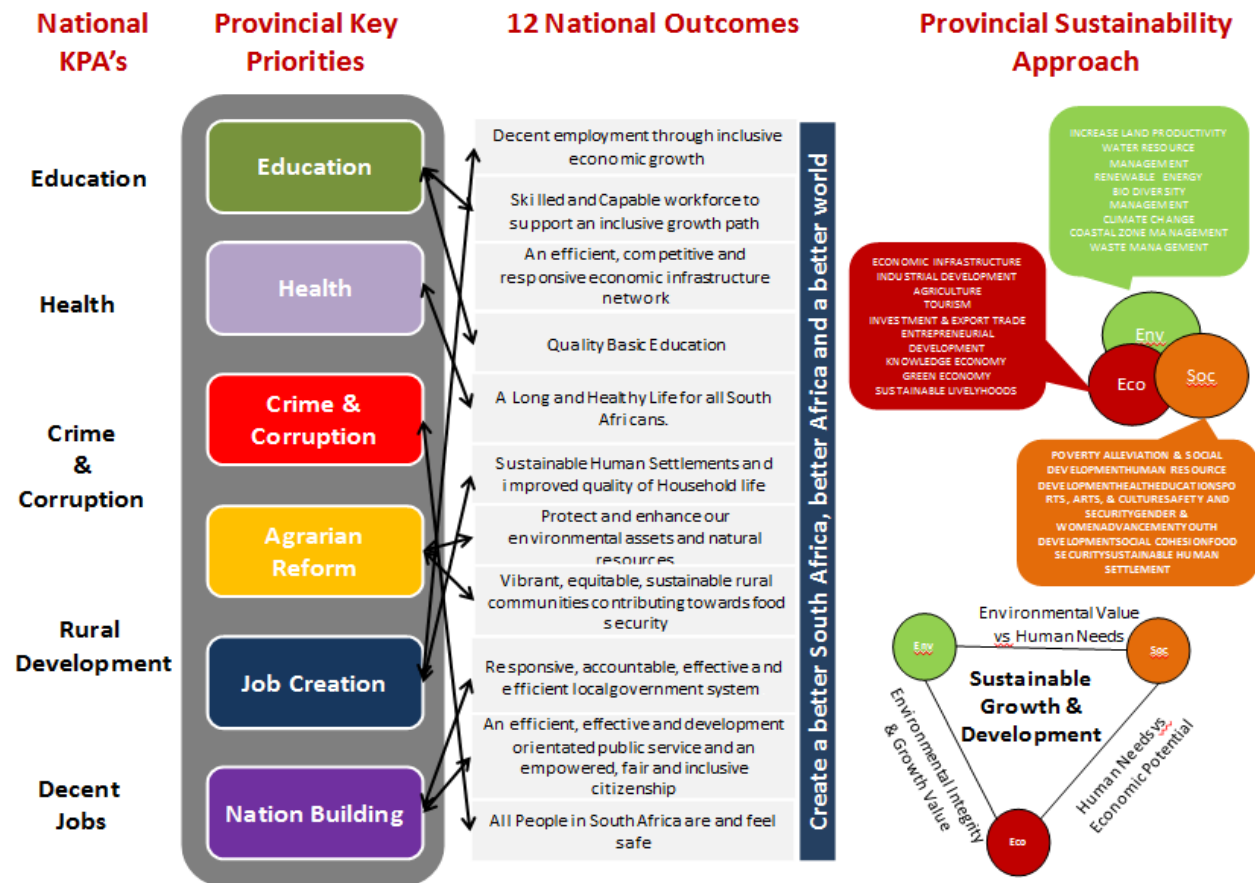 National
KPA's
Provincial Key
Priorities
12 National Outcomes
Provincial Sustainability
Approach
Education
Health
Crime
&
Corruption
Rural
Development
Decent
Jobs
Education
Health
Crime &
Corruption
Agrarian
Reform
Job Creation
Nation Building
Decent employment through inclusive
economic growth
Skilled and Capable workforce to
support an inclusive growth path
An efficient, competitive and
responsive economic infrastructure
network
Quality Basic Education
A Long and Healthy Life for all South
Africans.
Sustainable Human Settlements and
improved quality of Household life
Protect and enhance our
environmental assets and natural
resources
Vibrant, equitable, sustainable rural
communities contributing towards food
security
Responsive, accountable, effective and
efficient local government system
An efficient, effective and development
orientated public service and an
empowered, fair and inclusive
citizenship
All People in South Africa are and feel
safe
Create a better South Africa, better Africa and a better world
INCREASE LAND PRODUCTIVITY
WATER RESOURCE
MANAGEMENT
RENEWABLE ENERGY
BIO DIVERSITY
MANAGEMENT
CLIMATE CHANGE
COASTAL ZONE MANAGEMENT
WASTE MANAGEMENT
ECONOMIC INFRASTRUCTURE
INDUSTRIAL DEVELOPMENT
AGRICULTURE
TOURISM
INVESTMENT & EXPORT TRADE
ENTREPRENEURIAL
DEVELOPMENT
KNOWLEDGE ECONOMY
GREEN ECONOMY
SUSTAINABLE LIVELYHOODS
Env
Eco
Soc
POVERTY ALLEVIATION & SOCIAL
DEVELOPMENTHUMAN RESOURCE
DEVELOPMENTHEALTHEDUCATIONSPO
RTS, ARTS, & CULTURESAFETY AND
SECURITYGENDER &
WOMENADVANCEMENTYOUTH
DEVELOPMENTSOCIAL COHESIONFOOD
SECURITYSUSTAINABLE HUMAN
SETTLEMENT
Environmental Value
vs Human Needs
Env
Soc
Sustainable
Growth &
Development
Environmental Integrity
& Growth Value
Human Needs vs
Economic Potential
Eco